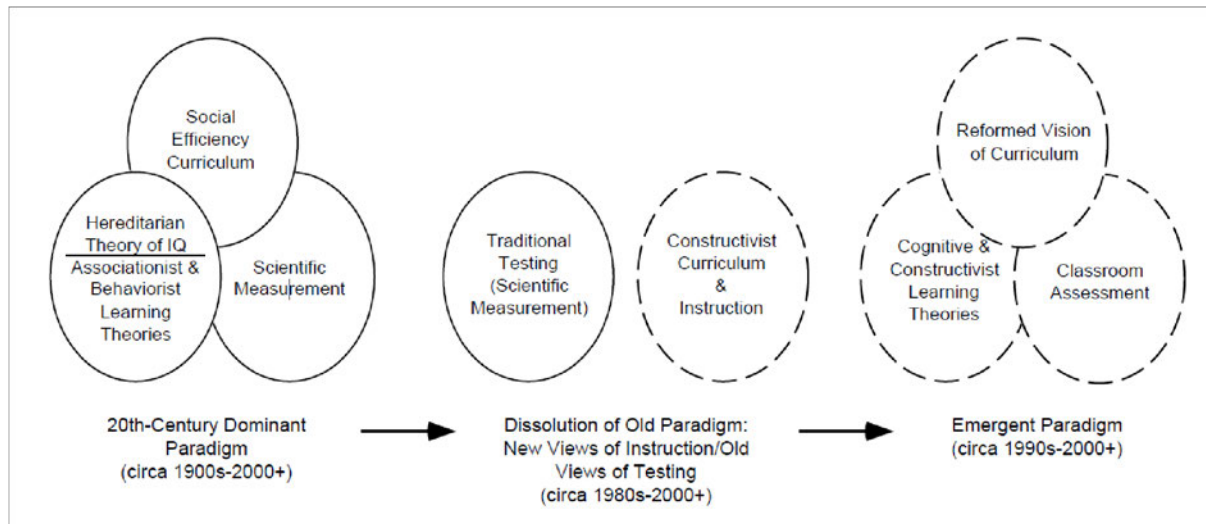 Social
Efficiency
Curriculum
Hereditarian
Theory of IQ
Associationist &
Behaviorist
Learning
Theories
Scientific
Measurement
20th-Century Dominant
Paradigm
(circa 1900s-2000+)
Traditional
Testing
(Scientific
Measurement)
Constructivist
Curriculum
&
Instruction
Dissolution of Old Paradigm:
New Views of Instruction/Old
Views of Testing
(circa 1980s-2000+)
Reformed Vision
of Curriculum
Cognitive &
Constructivist
Learning
Theories
Classroom
Assessment
Emergent Paradigm
(circa 1990s-2000+)